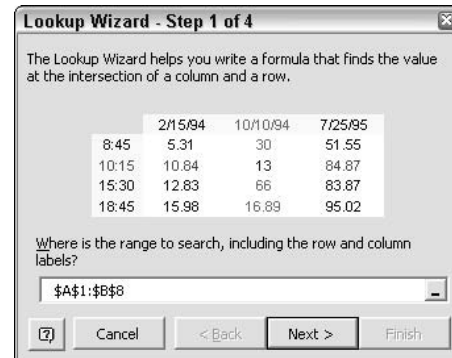 Lookup Wizard - Step 1 of 4
The Lookup Wizard helps you write a formula that finds the value
at the intersection of a column and a row.
2/15/94 10/10/94 7/25/95
8:45 5.31 30 51.55
10:15 10.84 13 84.87
15:30 12.83 66 83.87
18:45 15.98 16.89 95.02
Where is the range to search, including the row and column
labels?
$A$1:$B$8
Cancel < Back Next > Finish